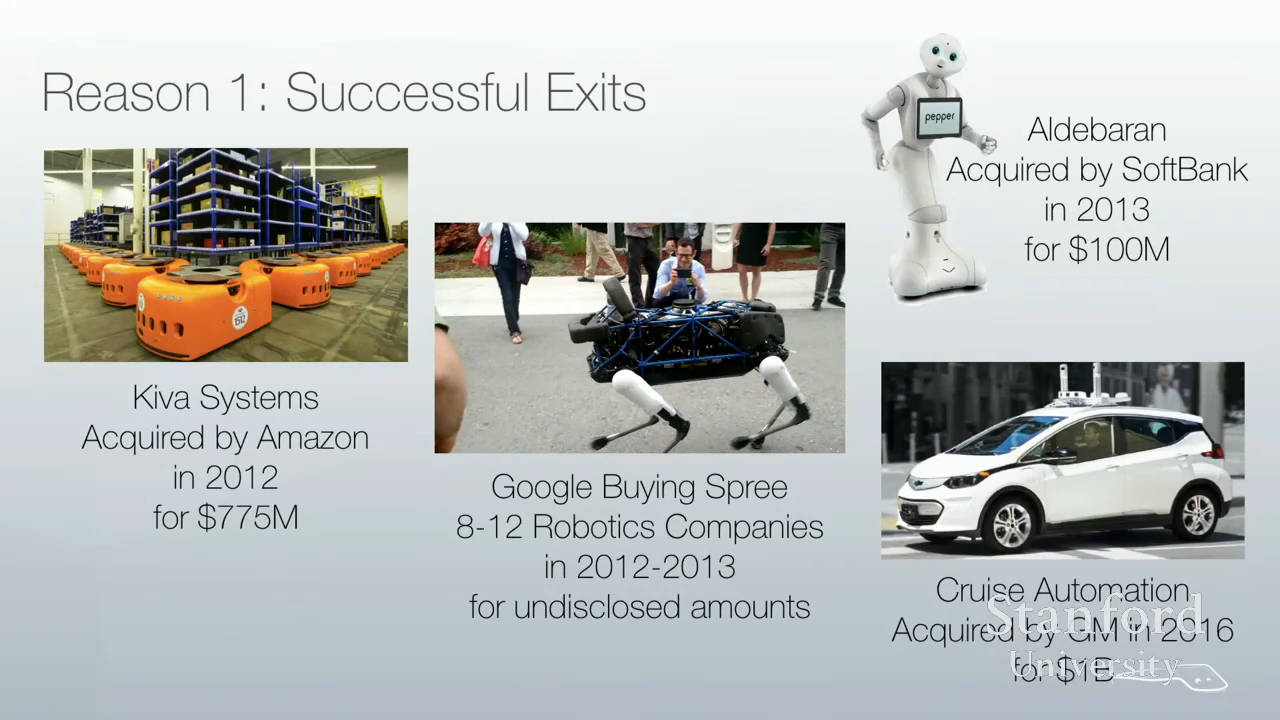 Reason 1: Successful Exits
pepper
Aldebaran
Acquired by SoftBank
in 2013
for $100M
Kiva Systems
Acquired by Amazon
in 2012
for $775M
Google Buying Spree
8-12 Robotics Companies
in 2012-2013
for undisclosed amounts
Cruise Automation
Acquired by GM in 2016
for $1B
Stanford
University